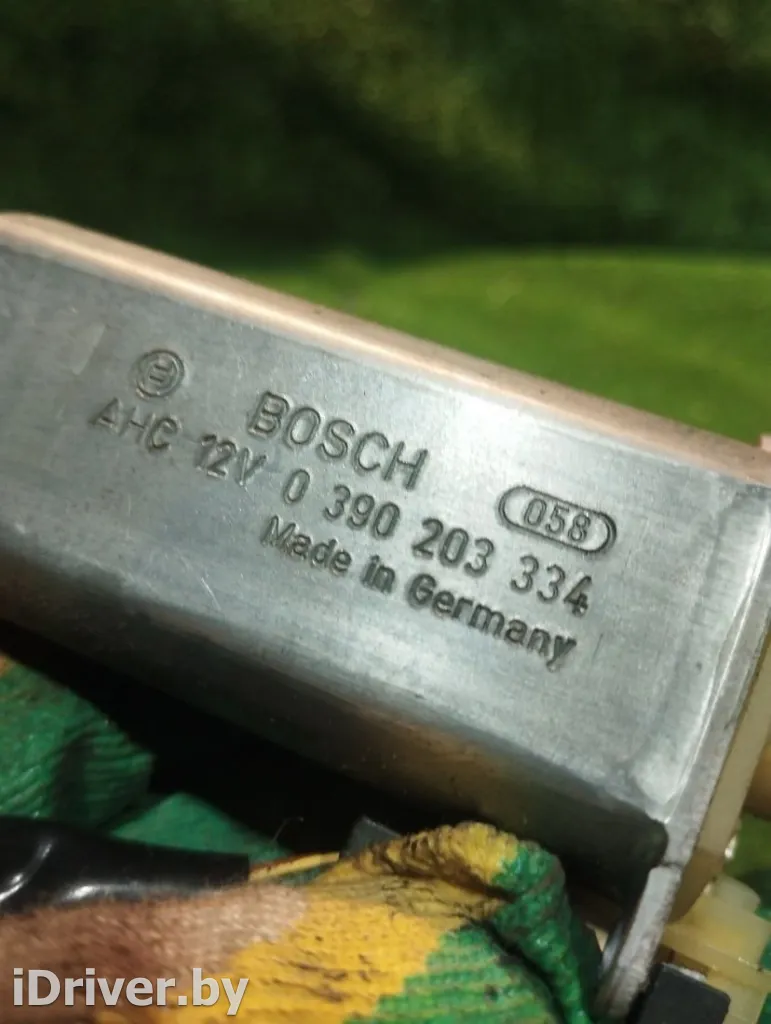 BOSCH
AHC 12V 0 390 203 334
058
Made in Germany
iDriver.by